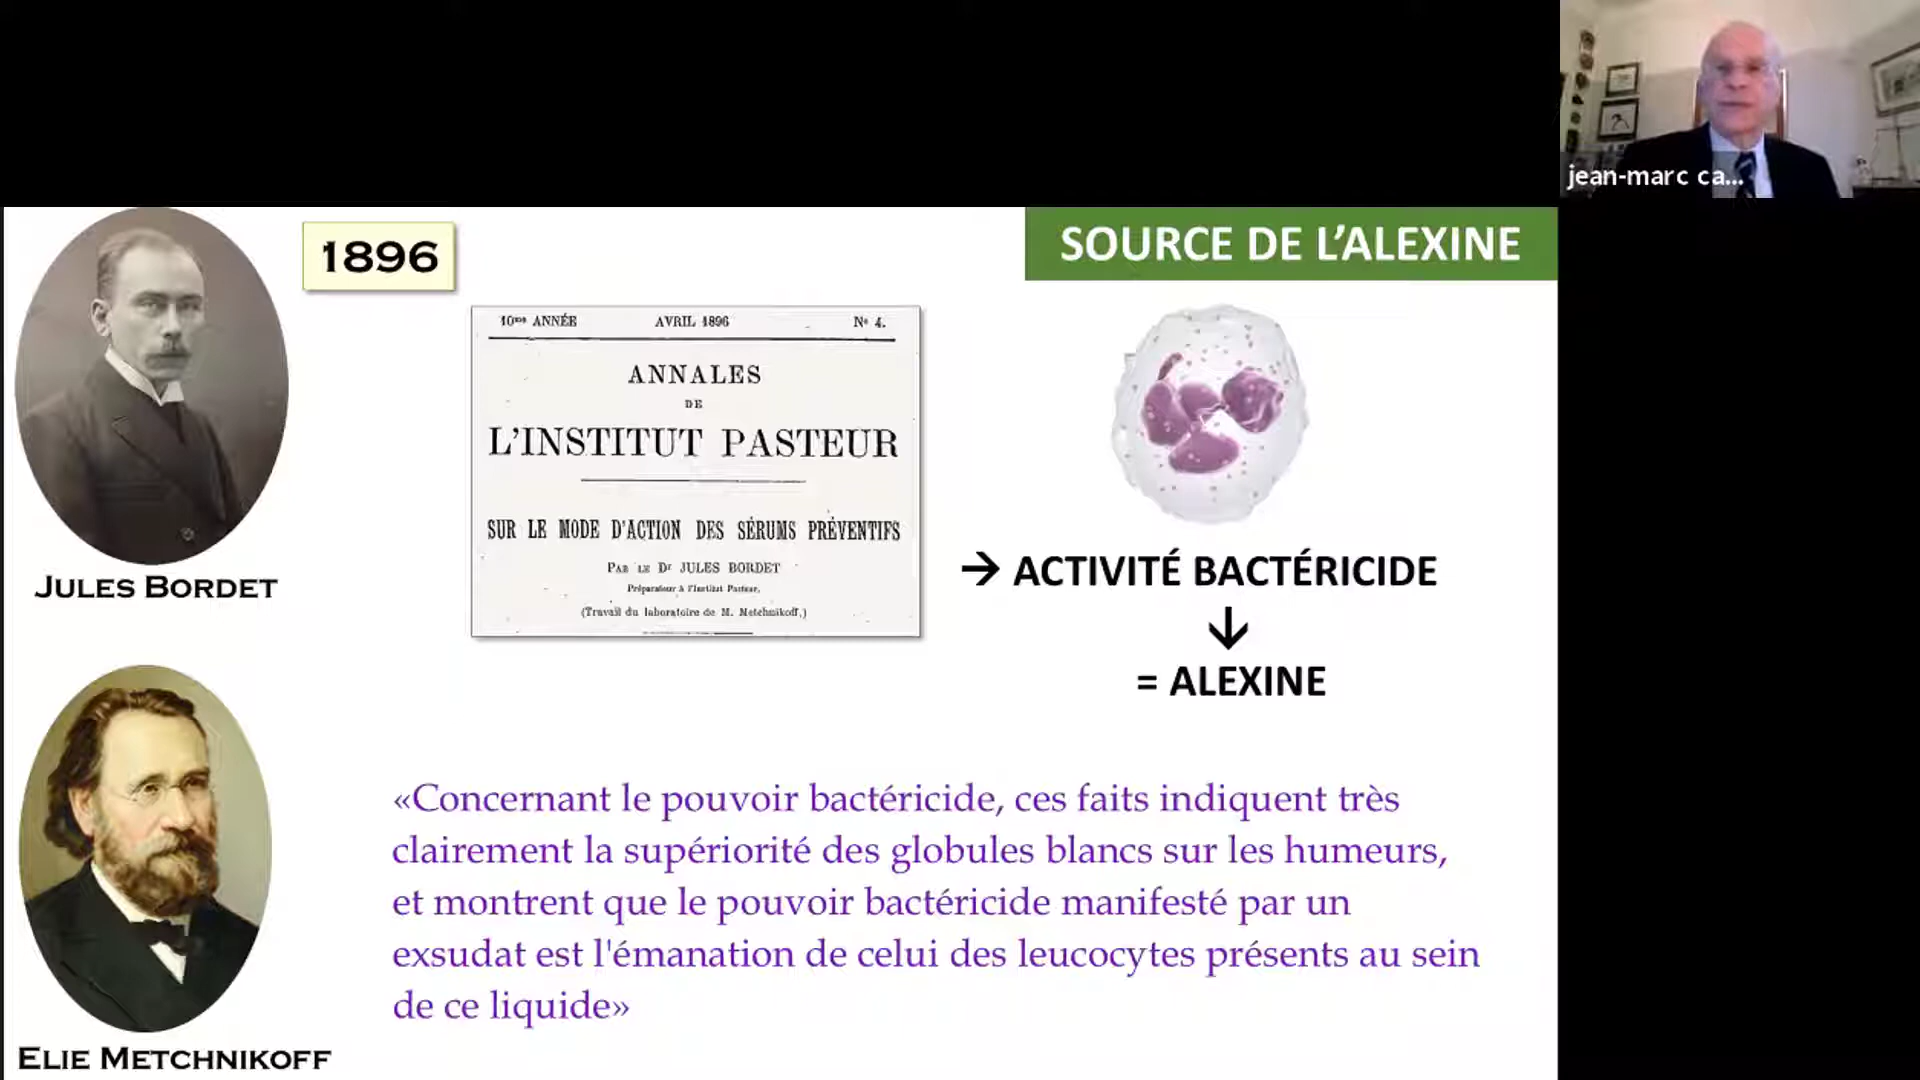 jean-marc ca...
1896
SOURCE DE L'ALEXINE
10me ANNÉE AVRIL 1896 No 4.
ANNALES
DE
L'INSTITUT PASTEUR
SUR LE MODE D'ACTION DES SÉRUMS PRÉVENTIFS
PAR LE Dr JULES BORDET
Préparateur à l'Institut Pasteur,
(Travail du laboratoire de M. Metchnikoff.)
JULES BORDET
→ ACTIVITÉ BACTÉRICIDE
↓
= ALEXINE
«Concernant le pouvoir bactéricide, ces faits indiquent très
clairement la supériorité des globules blancs sur les humeurs,
et montrent que le pouvoir bactéricide manifesté par un
exsudat est l'émanation de celui des leucocytes présents au sein
de ce liquide»
ELIE METCHNIKOFF